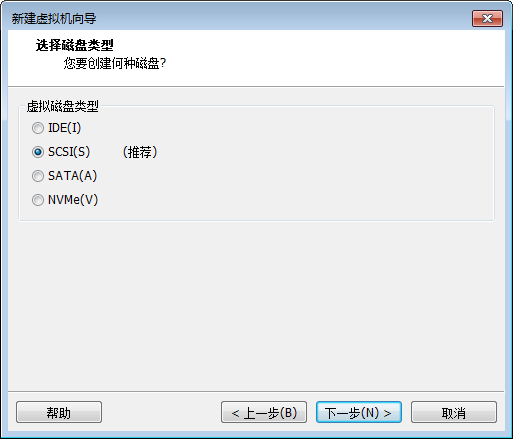 新建虚拟机向导
选择磁盘类型
您要创建何种磁盘?
虚拟磁盘类型
IDE(I)
SCSI(S) （推荐）
SATA(A)
NVMe(V)
帮助 < 上一步(B) 下一步(N) > 取消